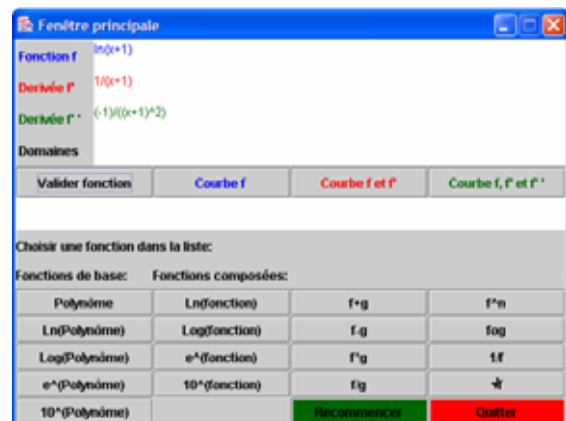 Fenêtre principale
Fonction f ln(x+1)
Derivée f' 1/(x+1)
Derivée f'' (-1)/((x+1)^2)
Domaines
Valider fonction Courbe f Courbe f et f' Courbe f, f' et f''
Choisir une fonction dans la liste:
Fonctions de base: Fonctions composées:
Polynôme Ln(fonction) f+g f^n
Ln(Polynôme) Log(fonction) f-g fog
Log(Polynôme) e^(fonction) f*g 1/f
e^(Polynôme) 10^(fonction) f/g
10^(Polynôme) Recommencer Quitter